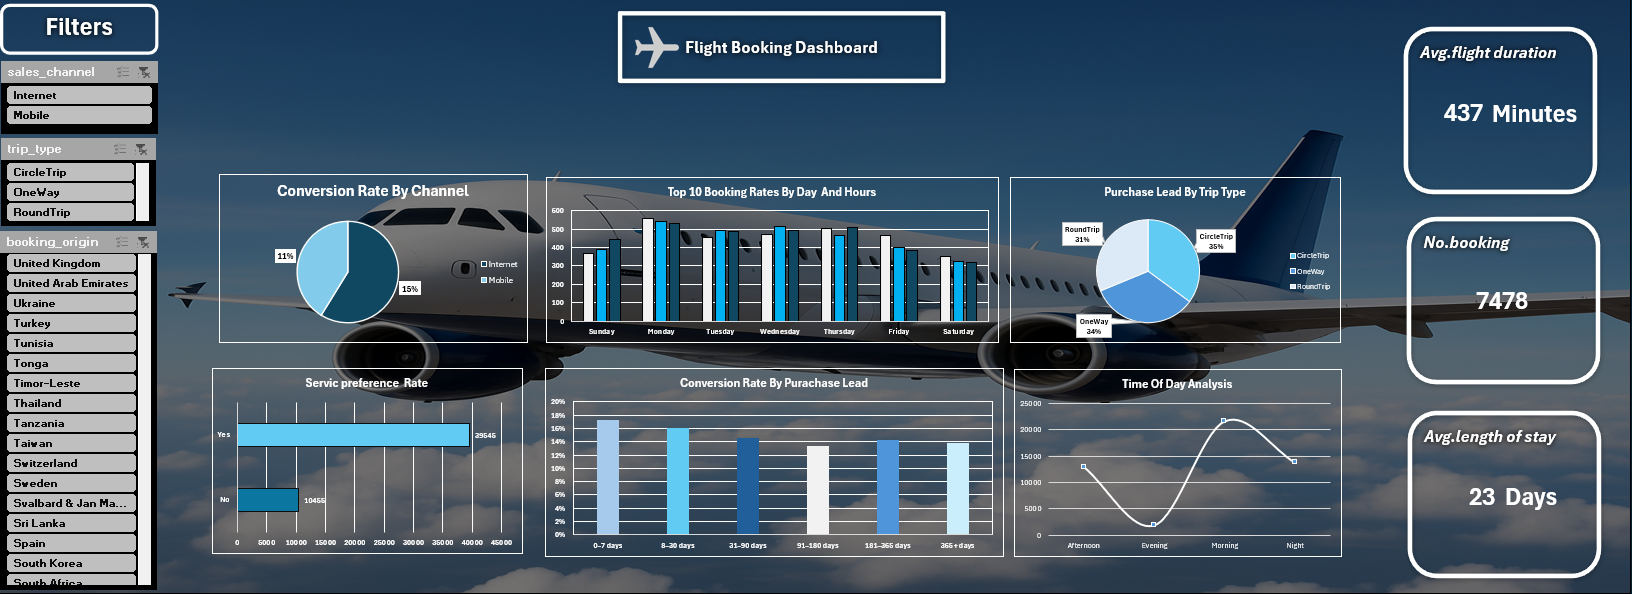 Filters
Flight Booking Dashboard
sales_channel
Internet
Mobile
trip_type
CircleTrip
OneWay
RoundTrip
booking_origin
United Kingdom
United Arab Emirates
Ukraine
Turkey
Tunisia
Tonga
Timor-Leste
Thailand
Tanzania
Taiwan
Switzerland
Sweden
Svalbard & Jan Ma...
Sri Lanka
Spain
South Korea
South Africa
Conversion Rate By Channel
11%
15%
Internet
Mobile
Top 10 Booking Rates By Day And Hours
600
500
400
300
200
100
0
Sunday Monday Tuesday Wednesday Thursday Friday Saturday
Purchase Lead By Trip Type
RoundTrip
31%
CircleTrip
35%
OneWay
34%
CircleTrip
OneWay
RoundTrip
Servic preference Rate
Yes
39545
No
10455
0 5000 10000 15000 20000 25000 30000 35000 40000 45000
Conversion Rate By Purachase Lead
20%
18%
16%
14%
12%
10%
8%
6%
4%
2%
0%
0-7 days 8-30 days 31-90 days 91-180 days 181-365 days 365+ days
Time Of Day Analysis
25000
20000
15000
10000
5000
0
Afternoon Evening Morning Night
Avg.flight duration
437 Minutes
No.booking
7478
Avg.length of stay
23 Days